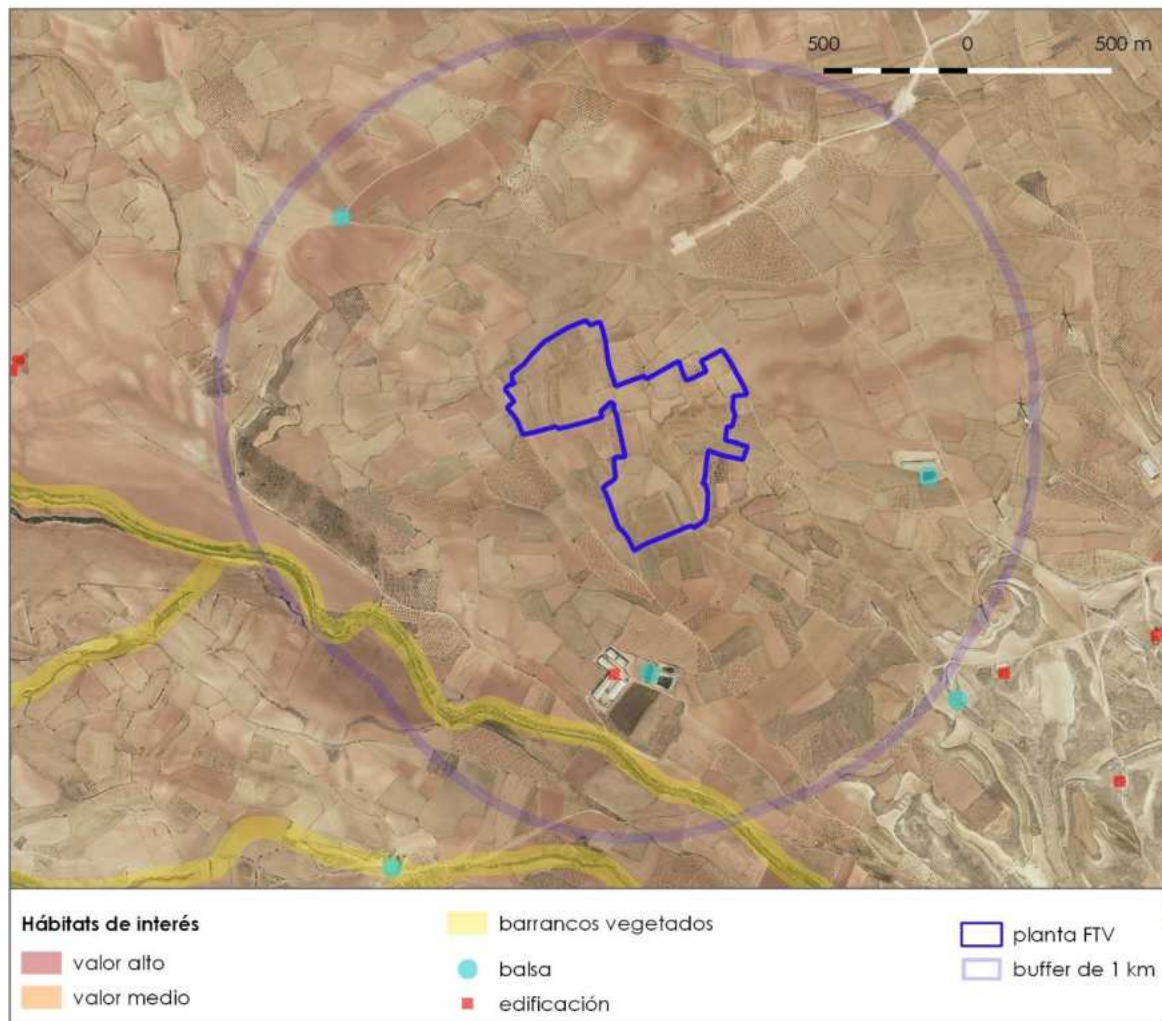 500 0 500 m
Hábitats de interés
valor alto
valor medio
barrancos vegetados
balsa
edificación
planta FTV
buffer de 1 km